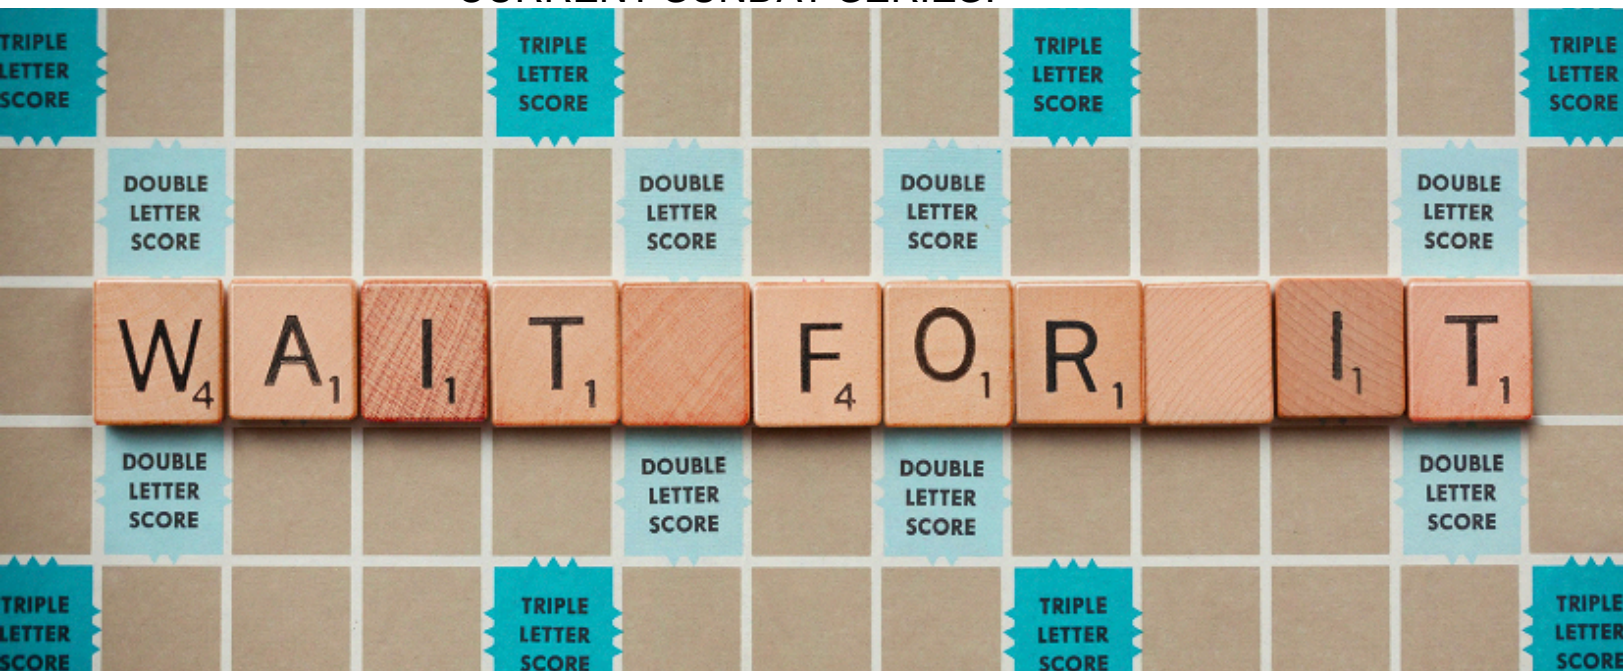 CURRENT SUNDAY SERIES:
TRIPLE TRIPLE TRIPLE TRIPLE
LETTER LETTER LETTER LETTER
SCORE SCORE SCORE SCORE
DOUBLE DOUBLE DOUBLE DOUBLE
LETTER LETTER LETTER LETTER
SCORE SCORE SCORE SCORE
W4 A1 I1 T1 F4 O1 R1 I1 T1
DOUBLE DOUBLE DOUBLE DOUBLE
LETTER LETTER LETTER LETTER
SCORE SCORE SCORE SCORE
TRIPLE TRIPLE TRIPLE TRIPLE
LETTER LETTER LETTER LETTER
SCORE SCORE SCORE SCORE